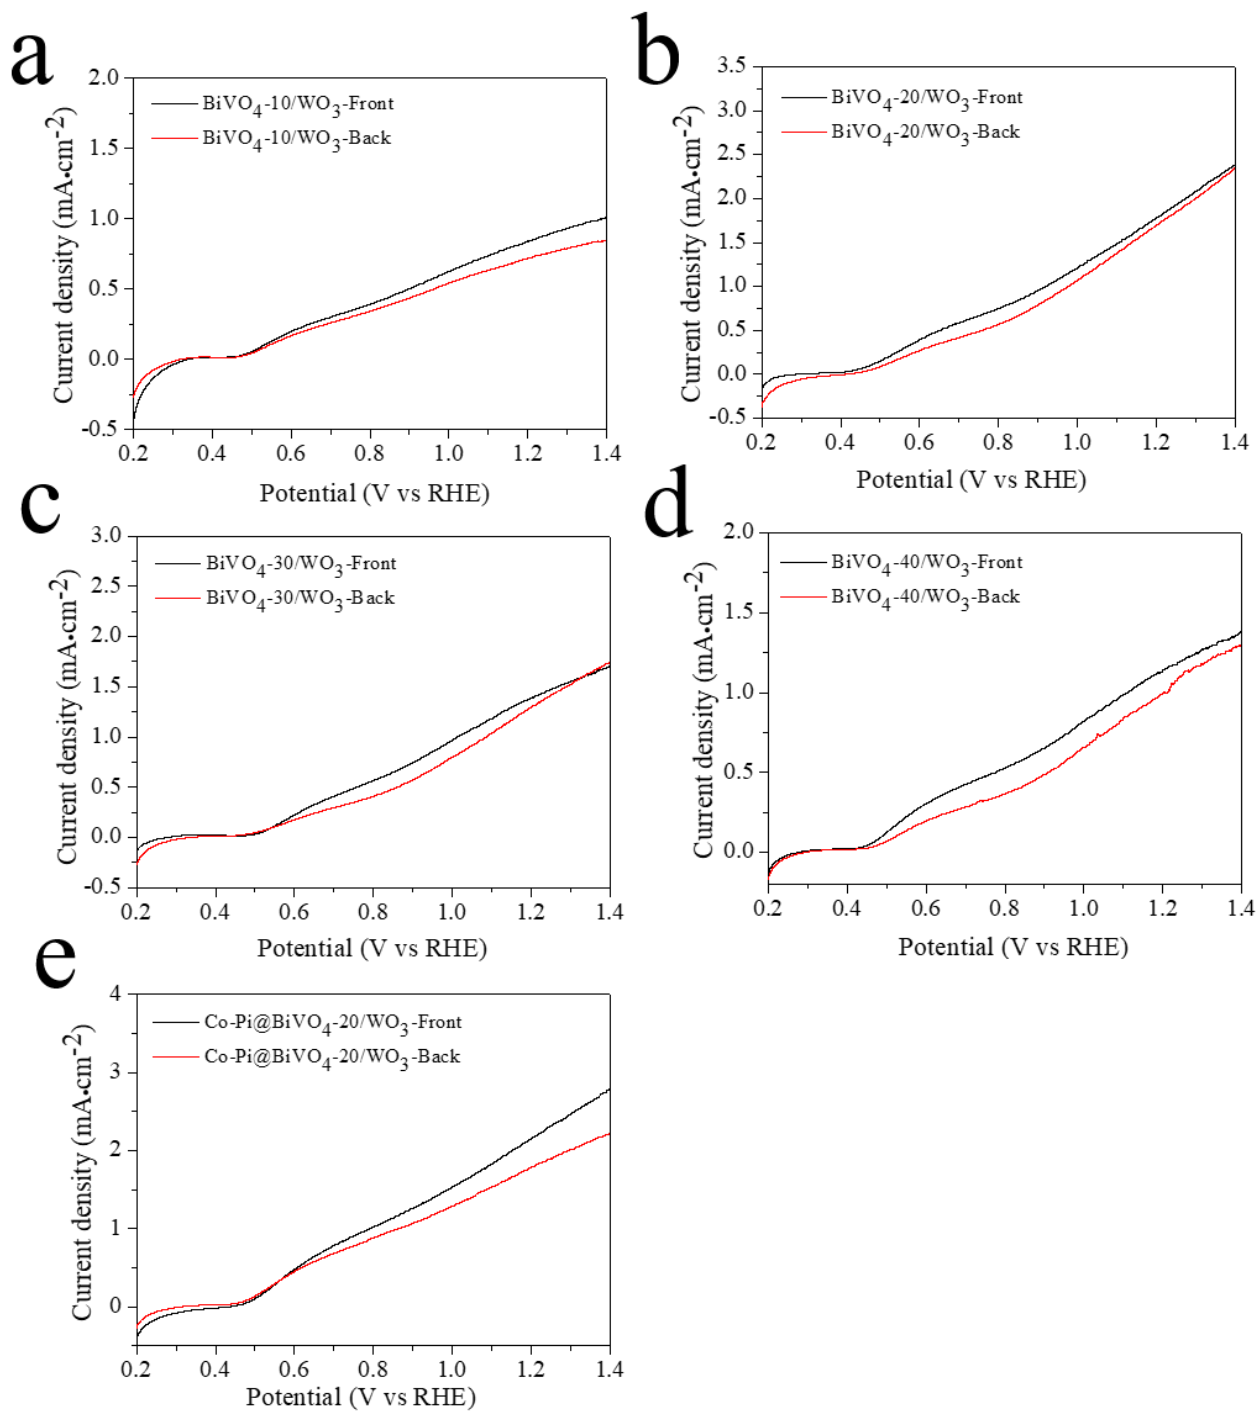 a
2.0
1.5
1.0
0.5
0.0
-0.5
0.2 0.4 0.6 0.8 1.0 1.2 1.4
Current density (mA•cm-2)
Potential (V vs RHE)
BiVO4-10/WO3-Front
BiVO4-10/WO3-Back
b
3.5
3.0
2.5
2.0
1.5
1.0
0.5
0.0
-0.5
0.2 0.4 0.6 0.8 1.0 1.2 1.4
Current density (mA•cm-2)
Potential (V vs RHE)
BiVO4-20/WO3-Front
BiVO4-20/WO3-Back
c
3.0
2.5
2.0
1.5
1.0
0.5
0.0
-0.5
0.2 0.4 0.6 0.8 1.0 1.2 1.4
Current density (mA•cm-2)
Potential (V vs RHE)
BiVO4-30/WO3-Front
BiVO4-30/WO3-Back
d
2.0
1.5
1.0
0.5
0.0
0.2 0.4 0.6 0.8 1.0 1.2 1.4
Current density (mA•cm-2)
Potential (V vs RHE)
BiVO4-40/WO3-Front
BiVO4-40/WO3-Back
e
4
3
2
1
0
0.2 0.4 0.6 0.8 1.0 1.2 1.4
Current density (mA•cm-2)
Potential (V vs RHE)
Co-Pi@BiVO4-20/WO3-Front
Co-Pi@BiVO4-20/WO3-Back